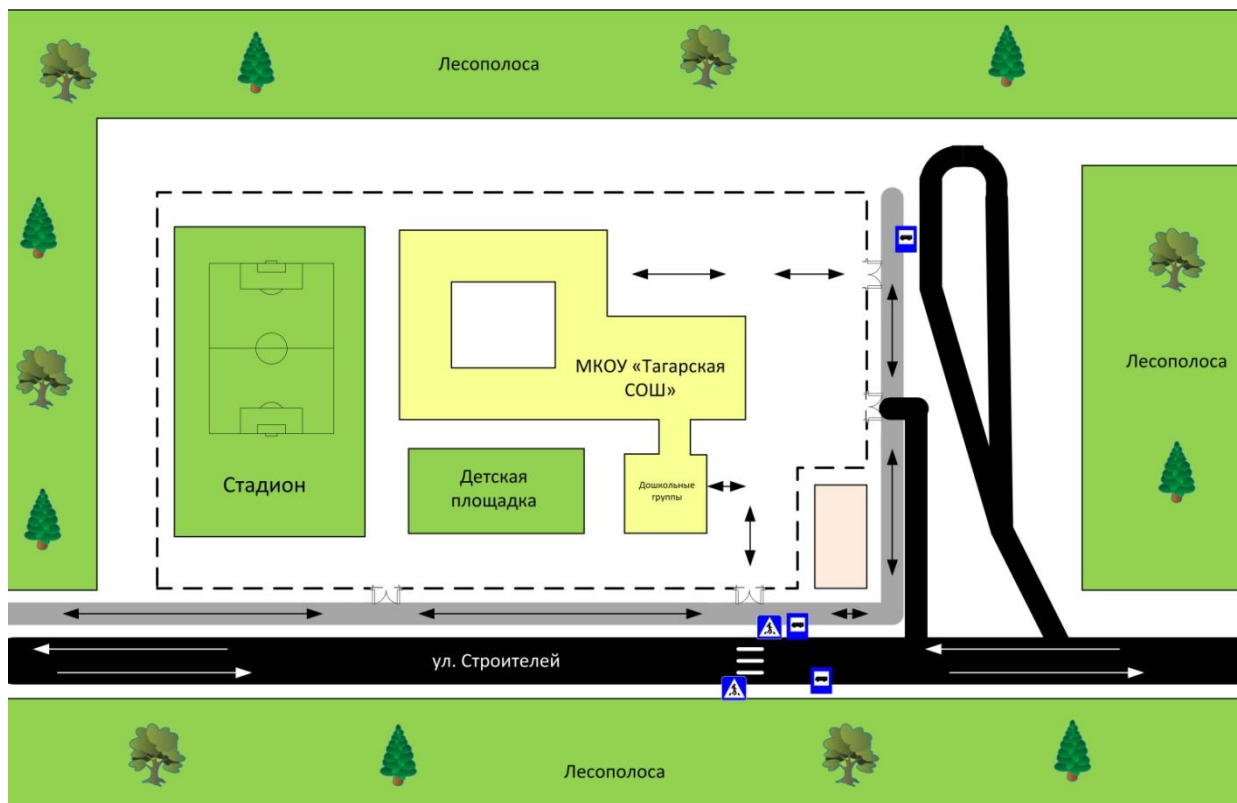 Лесополоса
МКОУ «Тагарская
СОШ»
Лесополоса
Стадион
Детская
площадка
Дошкольные
группы
ул. Строителей
Лесополоса